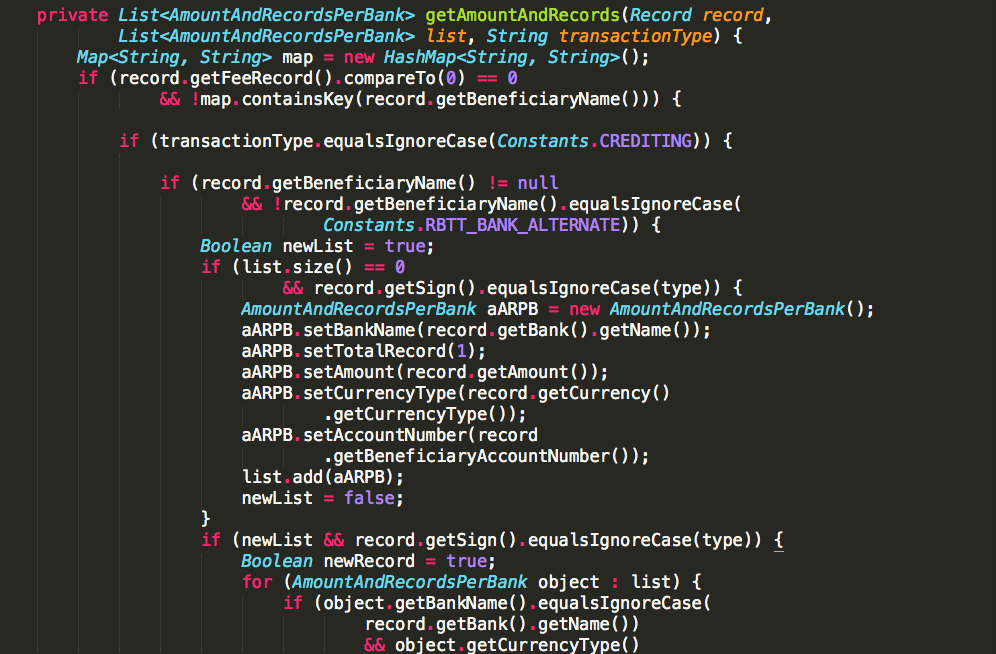 private List<AmountAndRecordsPerBank> getAmountAndRecords(Record record,
List<AmountAndRecordsPerBank> list, String transactionType) {
Map<String, String> map = new HashMap<String, String>();
if (record.getFeeRecord().compareTo(0) == 0
&& !map.containsKey(record.getBeneficiaryName())) {
if (transactionType.equalsIgnoreCase(Constants.CREDITING)) {
if (record.getBeneficiaryName() != null
&& !record.getBeneficiaryName().equalsIgnoreCase(
Constants.RBTT_BANK_ALTERNATE)) {
Boolean newList = true;
if (list.size() == 0
&& record.getSign().equalsIgnoreCase(type)) {
AmountAndRecordsPerBank aARPB = new AmountAndRecordsPerBank();
aARPB.setBankName(record.getBank().getName());
aARPB.setTotalRecord(1);
aARPB.setAmount(record.getAmount());
aARPB.setCurrencyType(record.getCurrency()
.getCurrencyType());
aARPB.setAccountNumber(record
.getBeneficiaryAccountNumber());
list.add(aARPB);
newList = false;
}
if (newList && record.getSign().equalsIgnoreCase(type)) {
Boolean newRecord = true;
for (AmountAndRecordsPerBank object : list) {
if (object.getBankName().equalsIgnoreCase(
record.getBank().getName())
&& object.getCurrencyType()